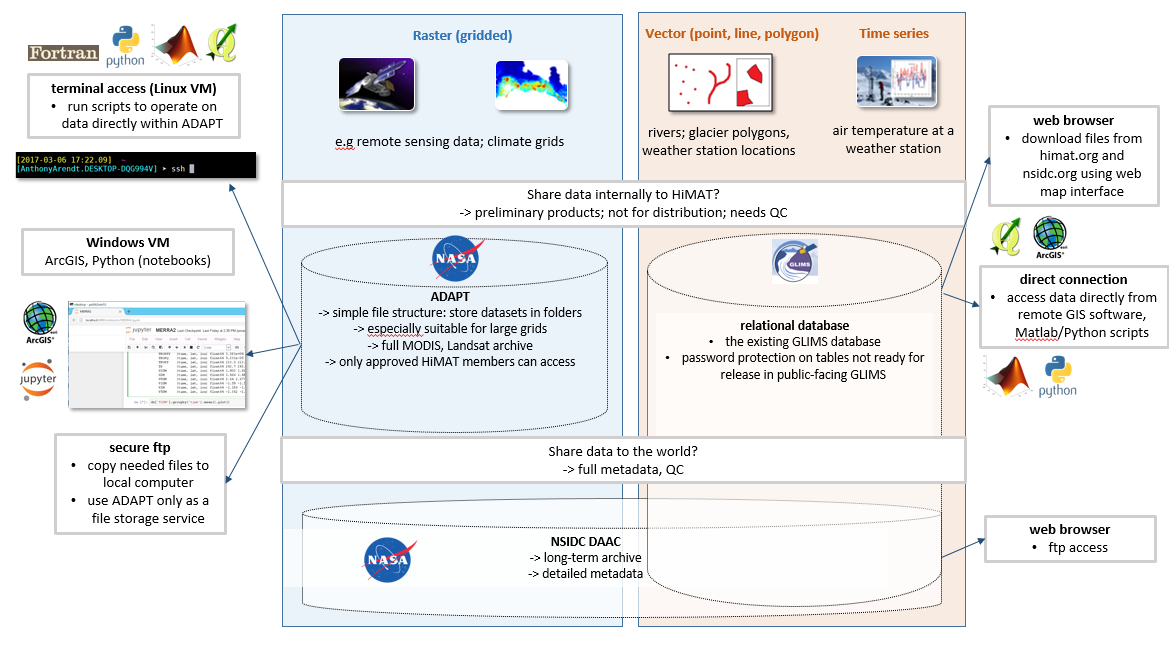 Fortran
python
terminal access (Linux VM)
• run scripts to operate on
data directly within ADAPT
[2017-03-06 17:22.09] ~
[AnthonyArendt.DESKTOP-DQG994V] ➤ ssh
Windows VM
ArcGIS, Python (notebooks)
ArcGIS
jupyter
jupyter MERRA2
secure ftp
• copy needed files to
local computer
• use ADAPT only as a
file storage service
Raster (gridded)
e.g remote sensing data; climate grids
Vector (point, line, polygon)
Time series
rivers; glacier polygons,
weather station locations
air temperature at a
weather station
Share data internally to HiMAT?
-> preliminary products; not for distribution; needs QC
NASA
ADAPT
-> simple file structure: store datasets in folders
-> especially suitable for large grids
-> full MODIS, Landsat archive
-> only approved HiMAT members can access
GLIMS
relational database
• the existing GLIMS database
• password protection on tables not ready for
release in public-facing GLIMS
Share data to the world?
-> full metadata, QC
NASA
NSIDC DAAC
-> long-term archive
-> detailed metadata
web browser
• download files from
himat.org and
nsidc.org using web
map interface
ArcGIS
direct connection
• access data directly from
remote GIS software,
Matlab/Python scripts
python
web browser
• ftp access